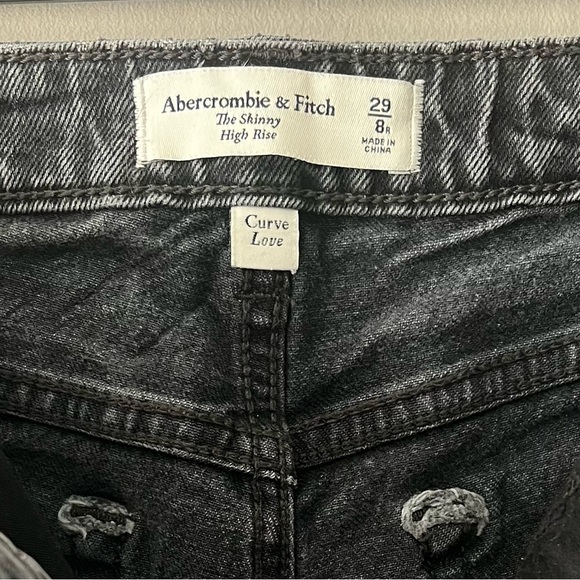 Abercrombie & Fitch
The Skinny
High Rise
29
8R
MADE IN
CHINA
Curve
Love